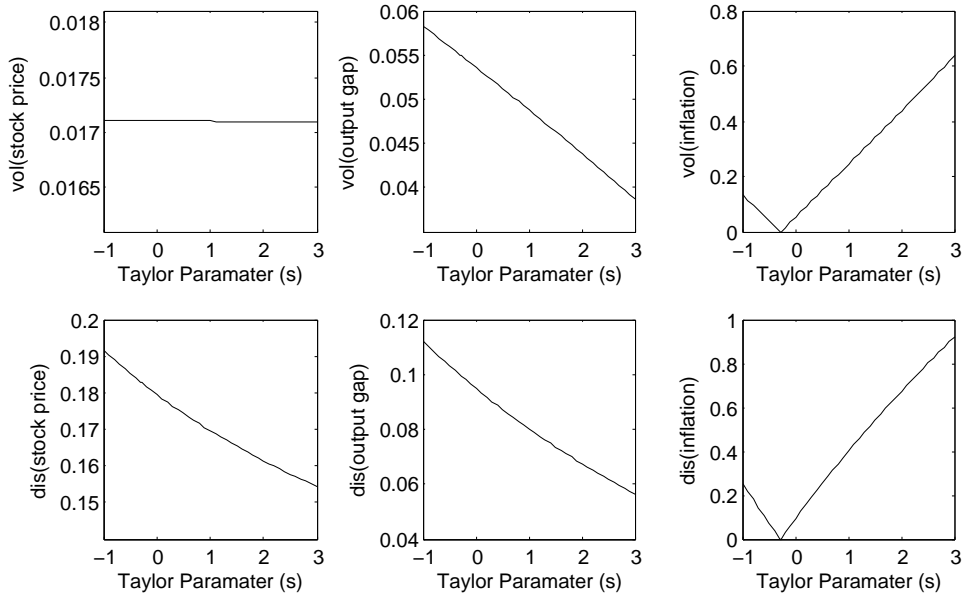 0.018
0.0175
0.017
0.0165
vol(stock price)
−1 0 1 2 3
Taylor Paramater (s)
0.06
0.055
0.05
0.045
0.04
vol(output gap)
−1 0 1 2 3
Taylor Paramater (s)
0.8
0.6
0.4
0.2
0
vol(inflation)
−1 0 1 2 3
Taylor Paramater (s)
0.2
0.19
0.18
0.17
0.16
0.15
dis(stock price)
−1 0 1 2 3
Taylor Paramater (s)
0.12
0.1
0.08
0.06
0.04
dis(output gap)
−1 0 1 2 3
Taylor Paramater (s)
1
0.8
0.6
0.4
0.2
0
dis(inflation)
−1 0 1 2 3
Taylor Paramater (s)